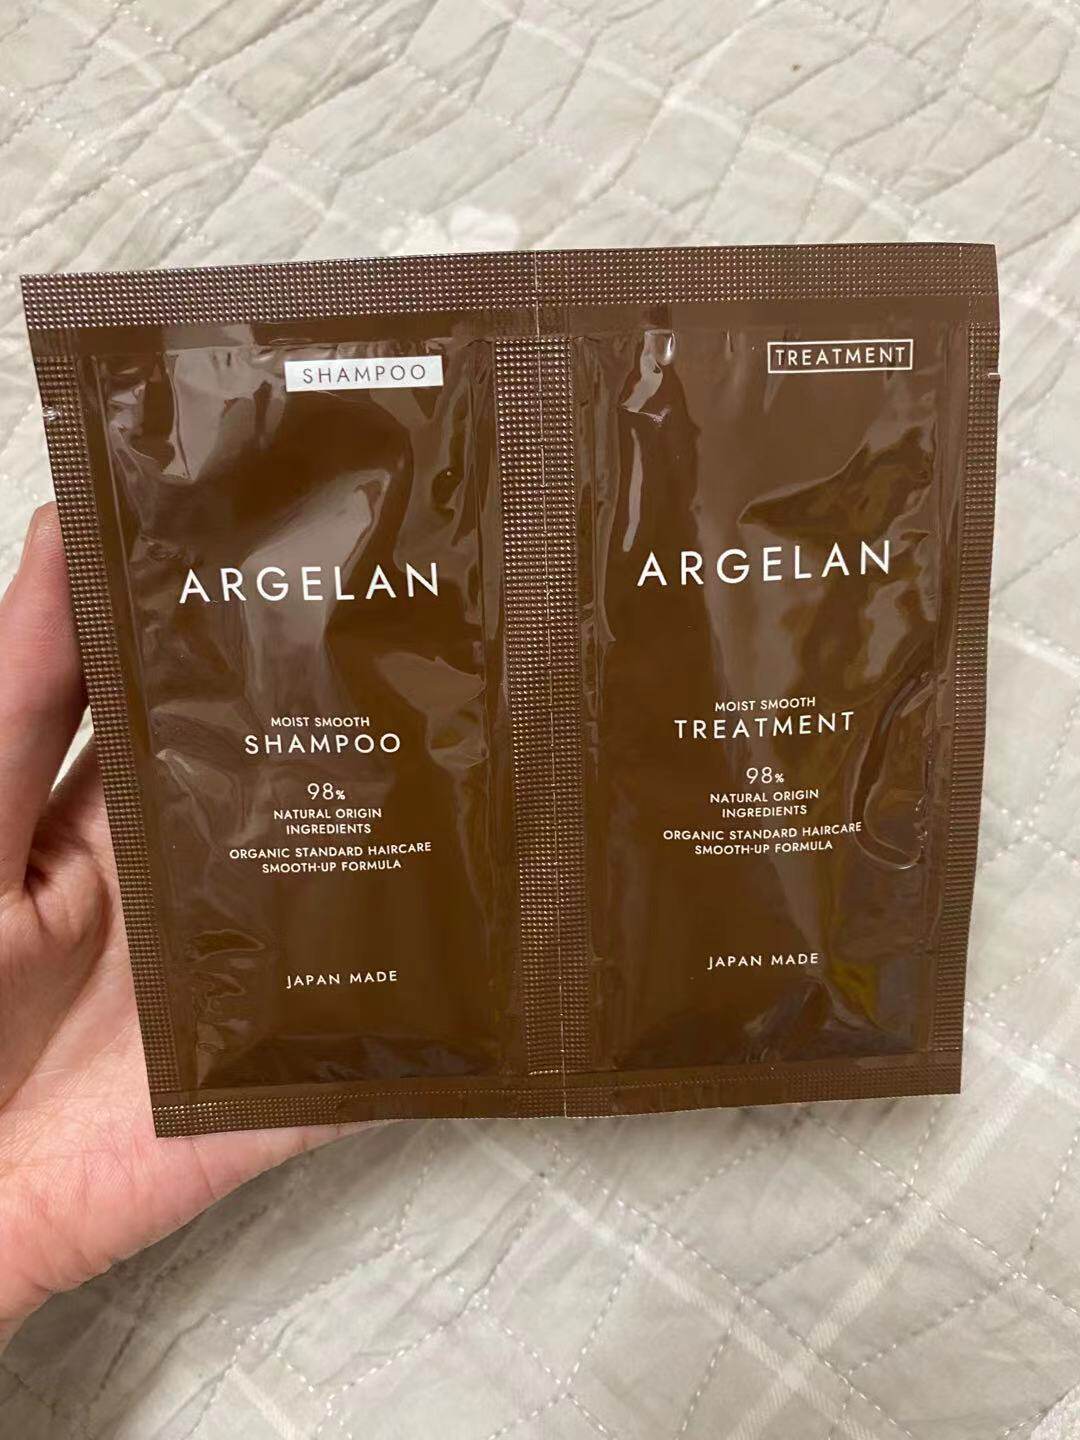 SHAMPOO
ARGELAN
MOIST SMOOTH
SHAMPOO
98%
NATURAL ORIGIN
INGREDIENTS
ORGANIC STANDARD HAIRCARE
SMOOTH-UP FORMULA
JAPAN MADE
TREATMENT
ARGELAN
MOIST SMOOTH
TREATMENT
98%
NATURAL ORIGIN
INGREDIENTS
ORGANIC STANDARD HAIRCARE
SMOOTH-UP FORMULA
JAPAN MADE